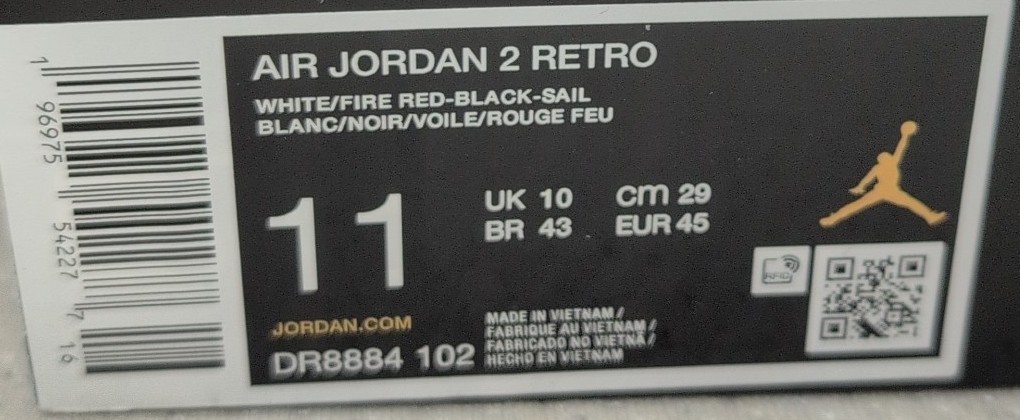 AIR JORDAN 2 RETRO
WHITE/FIRE RED-BLACK-SAIL
BLANC/NOIR/VOILE/ROUGE FEU
11
UK 10 cm 29
BR 43 EUR 45
JORDAN.COM
DR8884 102
MADE IN VIETNAM/
FABRIQUE AU VIETNAM/
FABRICADO NO VIETNÃ/
HECHO EN VIETNAM
RFID
1 96975 54227 7 16